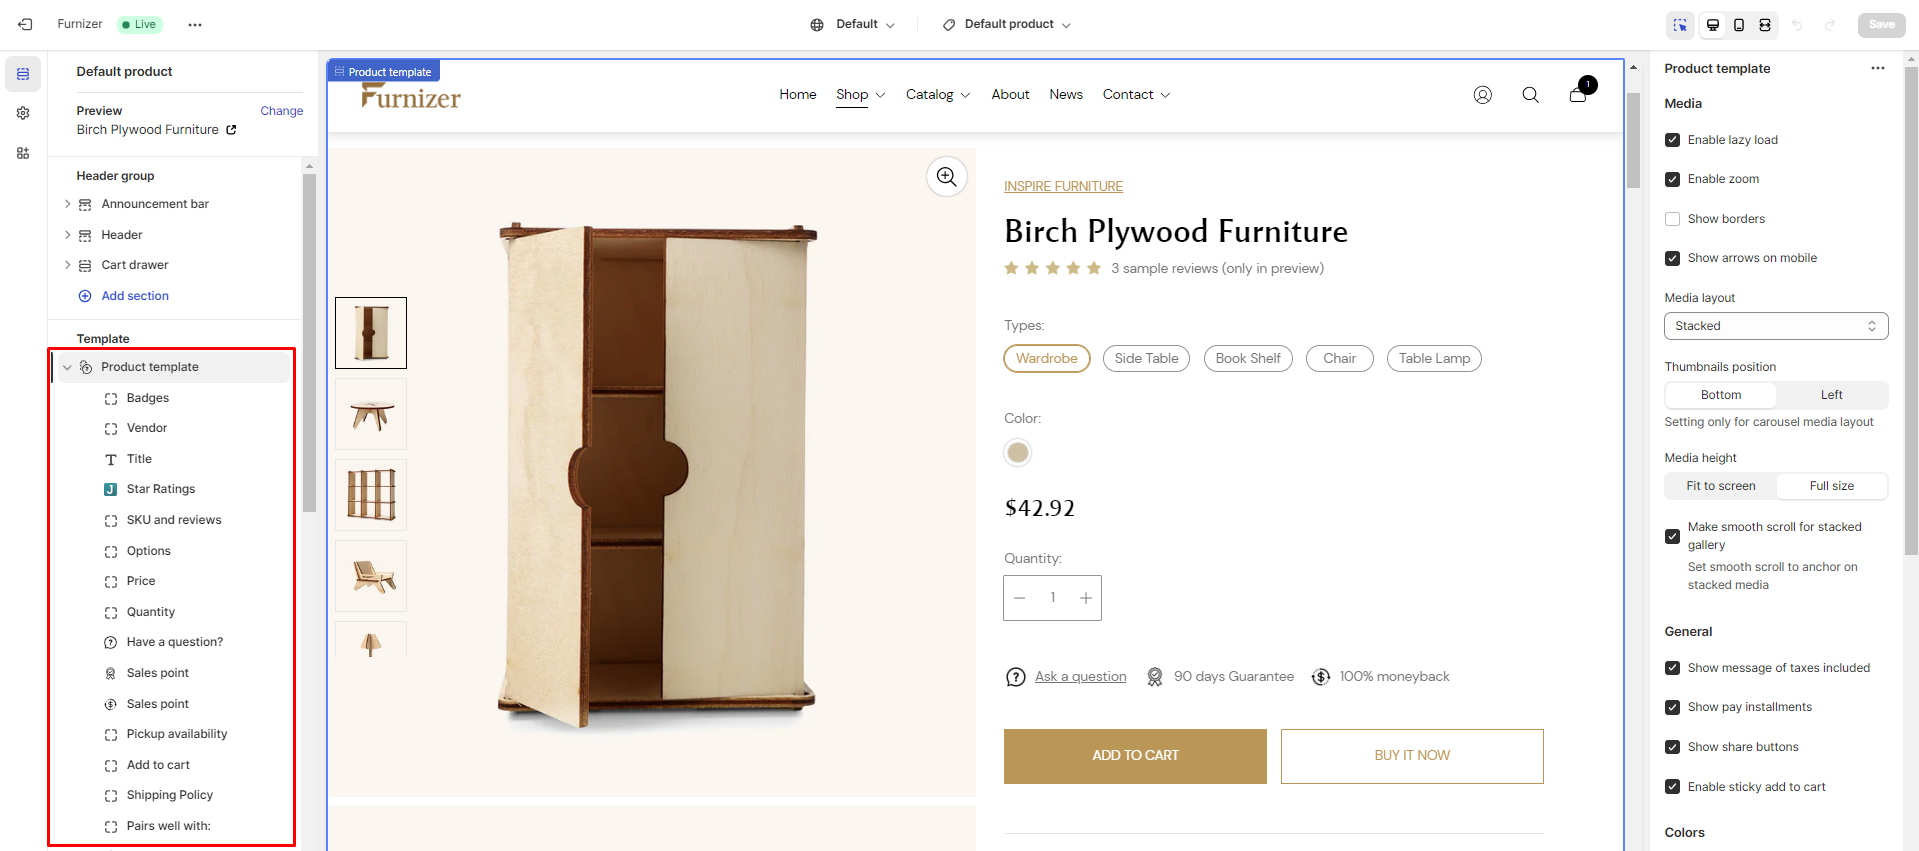 Furnizer
Live
Default
Default product
Save
Default product
Preview
Change
Birch Plywood Furniture
Header group
Announcement bar
Header
Cart drawer
Add section
Template
Product template
Badges
Vendor
Title
Star Ratings
SKU and reviews
Options
Price
Quantity
Have a question?
Sales point
Sales point
Pickup availability
Add to cart
Shipping Policy
Pairs well with:
Product template
Furnizer
Home
Shop
Catalog
About
News
Contact
1
INSPIRE FURNITURE
Birch Plywood Furniture
3 sample reviews (only in preview)
Types:
Wardrobe
Side Table
Book Shelf
Chair
Table Lamp
Color:
$42.92
Quantity:
1
Ask a question
90 days Guarantee
100% moneyback
ADD TO CART
BUY IT NOW
Product template
Media
Enable lazy load
Enable zoom
Show borders
Show arrows on mobile
Media layout
Stacked
Thumbnails position
Bottom
Left
Setting only for carousel media layout
Media height
Fit to screen
Full size
Make smooth scroll for stacked
gallery
Set smooth scroll to anchor on
stacked media
General
Show message of taxes included
Show pay installments
Show share buttons
Enable sticky add to cart
Colors